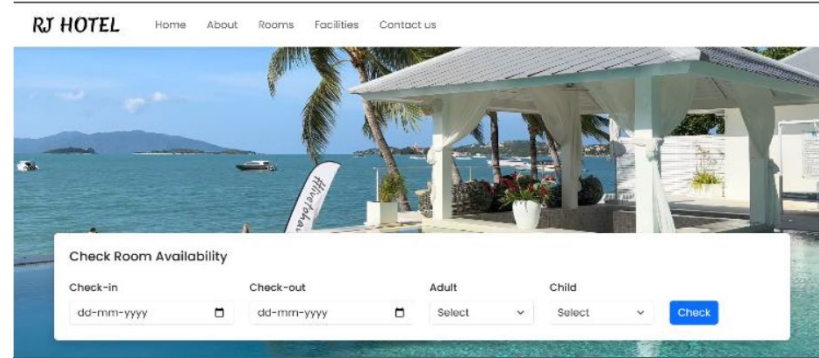 RJ HOTEL Home About Rooms Facilities Contact us
Check Room Availability
Check-in Check-out Adult Child
dd-mm-yyyy dd-mm-yyyy Select Select Check